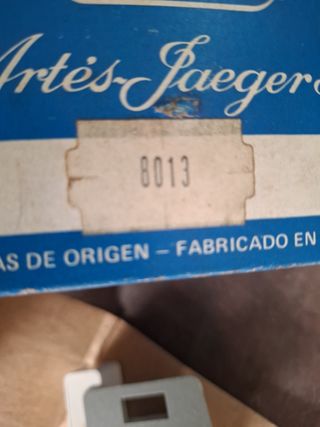 Artés-Jaeger
8013
AS DE ORIGEN – FABRICADO EN